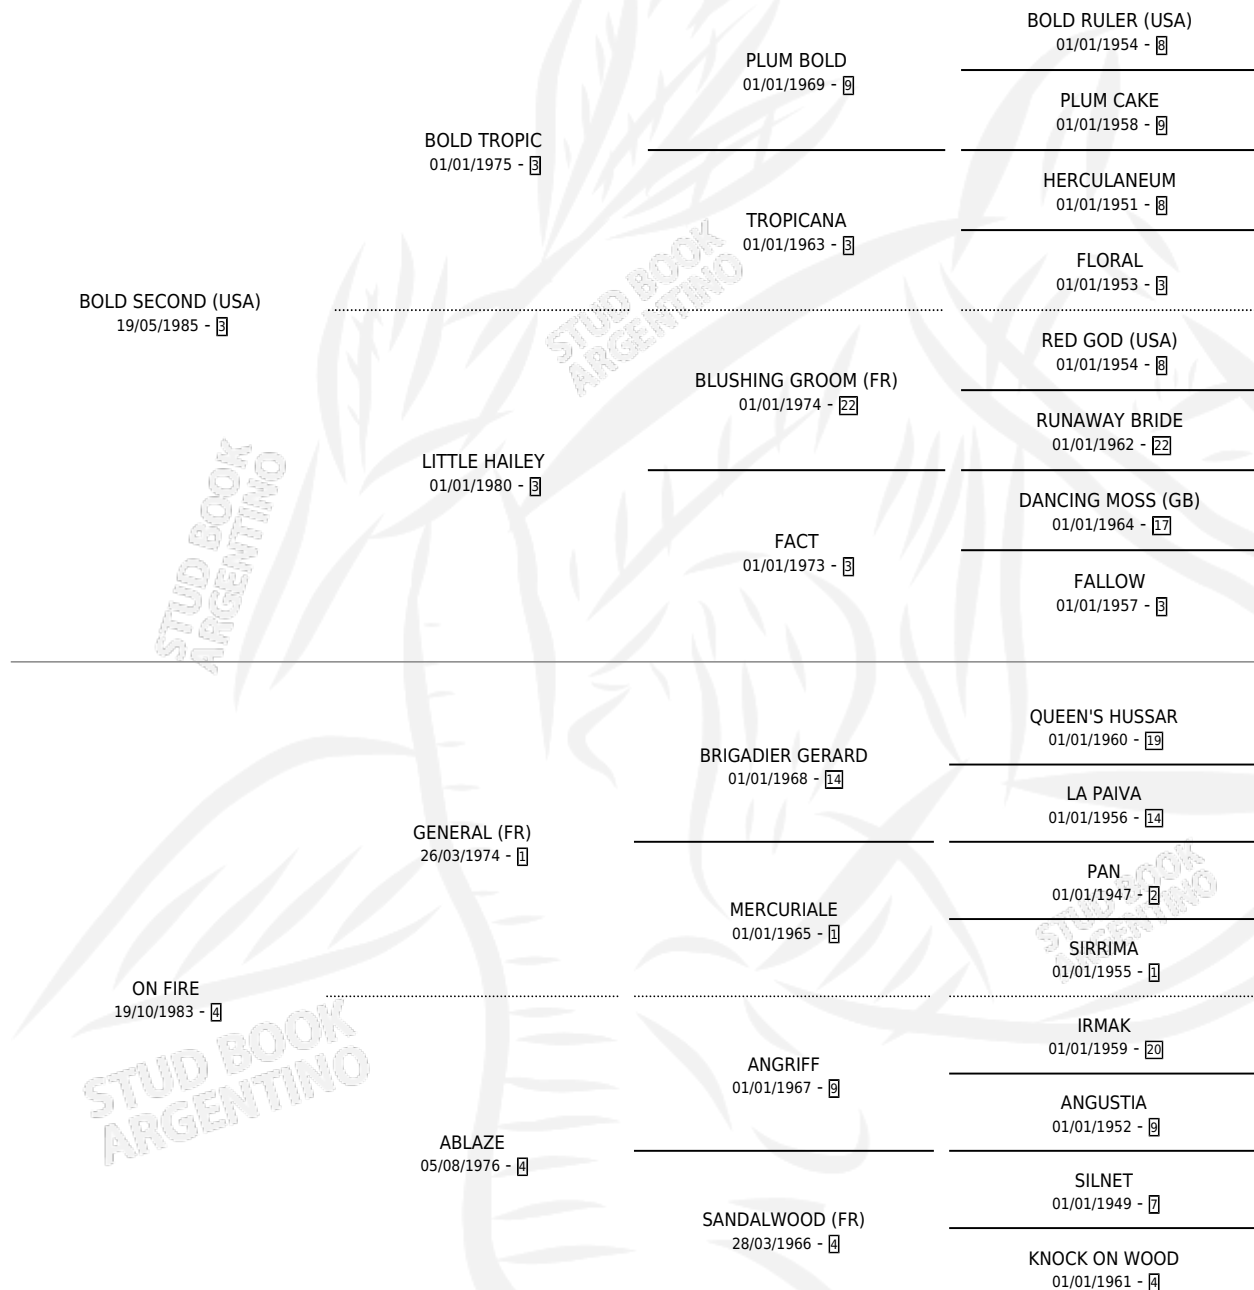 BOLD RULER (USA)
01/01/1954 - 8
PLUM BOLD
01/01/1969 - 9
PLUM CAKE
01/01/1958 - 9
BOLD TROPIC
01/01/1975 - 3
HERCULANEUM
01/01/1951 - 8
TROPICANA
01/01/1963 - 3
FLORAL
01/01/1953 - 3
BOLD SECOND (USA)
19/05/1985 - 3
STUD BOOK
ARGENTINO
RED GOD (USA)
01/01/1954 - 8
BLUSHING GROOM (FR)
01/01/1974 - 22
RUNAWAY BRIDE
01/01/1962 - 22
LITTLE HAILEY
01/01/1980 - 3
DANCING MOSS (GB)
01/01/1964 - 17
FACT
01/01/1973 - 3
FALLOW
01/01/1957 - 3
STUD BOOK
ARGENTINO
QUEEN'S HUSSAR
01/01/1960 - 19
BRIGADIER GERARD
01/01/1968 - 14
LA PAIVA
01/01/1956 - 14
GENERAL (FR)
26/03/1974 - 1
PAN
01/01/1947 - 2
MERCURIALE
01/01/1965 - 1
STUD BOOK
ARGENTINO
SIRRIMA
01/01/1955 - 1
ON FIRE
19/10/1983 - 4
STUD BOOK
ARGENTINO
IRMAK
01/01/1959 - 20
ANGRIFF
01/01/1967 - 9
ANGUSTIA
01/01/1952 - 9
ABLAZE
05/08/1976 - 4
SILNET
01/01/1949 - 7
SANDALWOOD (FR)
28/03/1966 - 4
KNOCK ON WOOD
01/01/1961 - 4